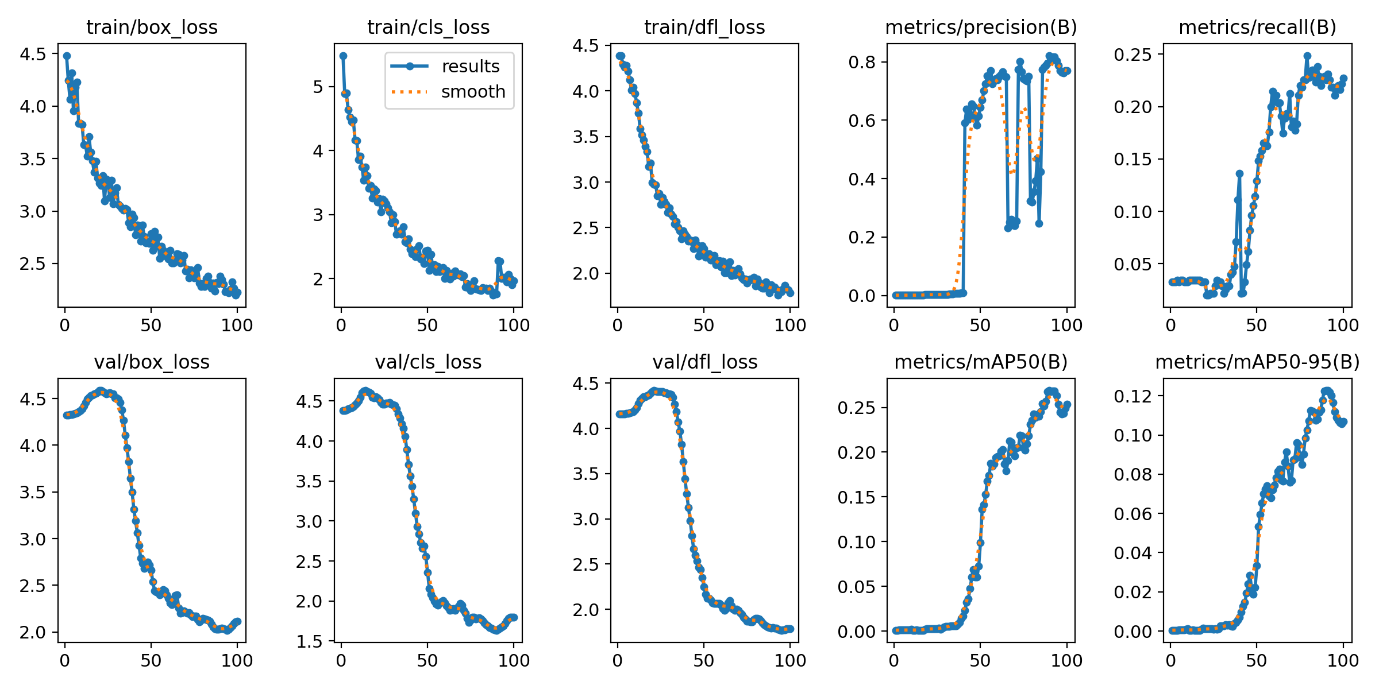 train/box_loss
4.5
4.0
3.5
3.0
2.5
0 50 100
train/cls_loss
results
smooth
5
4
3
2
0 50 100
train/dfl_loss
4.5
4.0
3.5
3.0
2.5
2.0
0 50 100
metrics/precision(B)
0.8
0.6
0.4
0.2
0.0
0 50 100
metrics/recall(B)
0.25
0.20
0.15
0.10
0.05
0 50 100
val/box_loss
4.5
4.0
3.5
3.0
2.5
2.0
0 50 100
val/cls_loss
4.5
4.0
3.5
3.0
2.5
2.0
1.5
0 50 100
val/dfl_loss
4.5
4.0
3.5
3.0
2.5
2.0
0 50 100
metrics/mAP50(B)
0.25
0.20
0.15
0.10
0.05
0.00
0 50 100
metrics/mAP50-95(B)
0.12
0.10
0.08
0.06
0.04
0.02
0.00
0 50 100